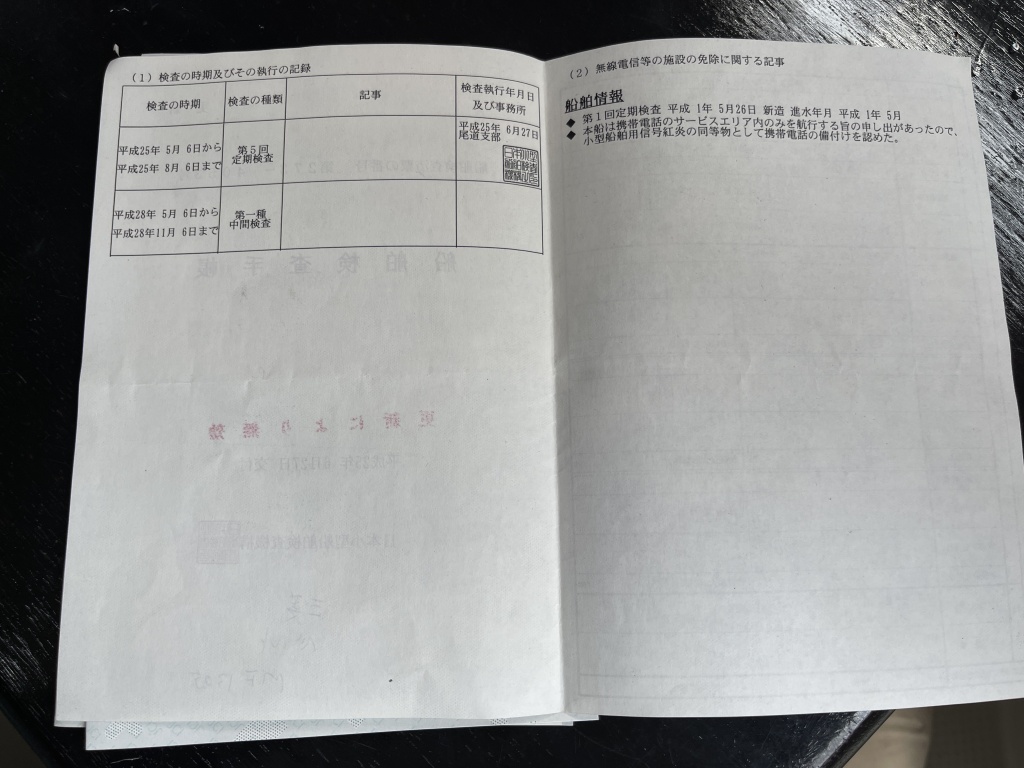 (1) 検査の時期及びその執行の記録
検査の時期 検査の種類 記事 検査執行年月日及び事務所
平成25年 5月 6日から
平成25年 8月 6日まで
第5回
定期検査
平成25年 6月27日
尾道支部
平成28年 5月 6日から
平成28年11月 6日まで
第一種
中間検査
船舶検査手帳
更新により無効
(2) 無線電信等の施設の免除に関する記事
船舶情報
◆ 第1回定期検査 平成 1年 5月26日 新造 進水年月 平成 1年 5月
◆ 本船は携帯電話のサービスエリア内のみを航行する旨の申し出があったので、
小型船舶用信号紅炎の同等物として携帯電話の備付けを認めた。